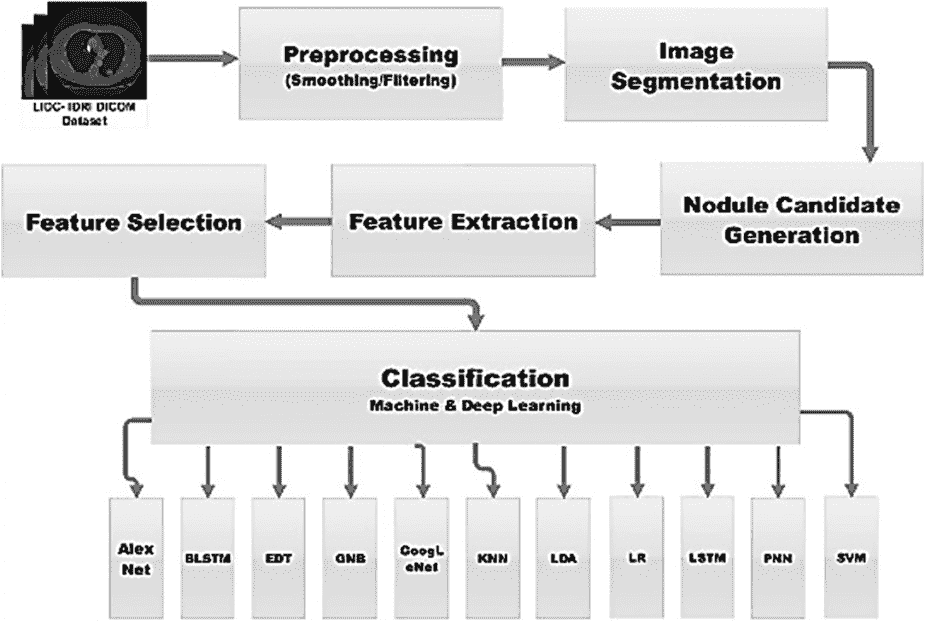 LIDC-IDRI DICOM
Dataset
Preprocessing
(Smoothing/Filtering)
Image
Segmentation
Feature Selection
Feature Extraction
Nodule Candidate
Generation
Classification
Machine & Deep Learning
Alex
Net
BLSTM
EDT
GNB
GoogL
eNet
KNN
LDA
LR
LSTM
PNN
SVM